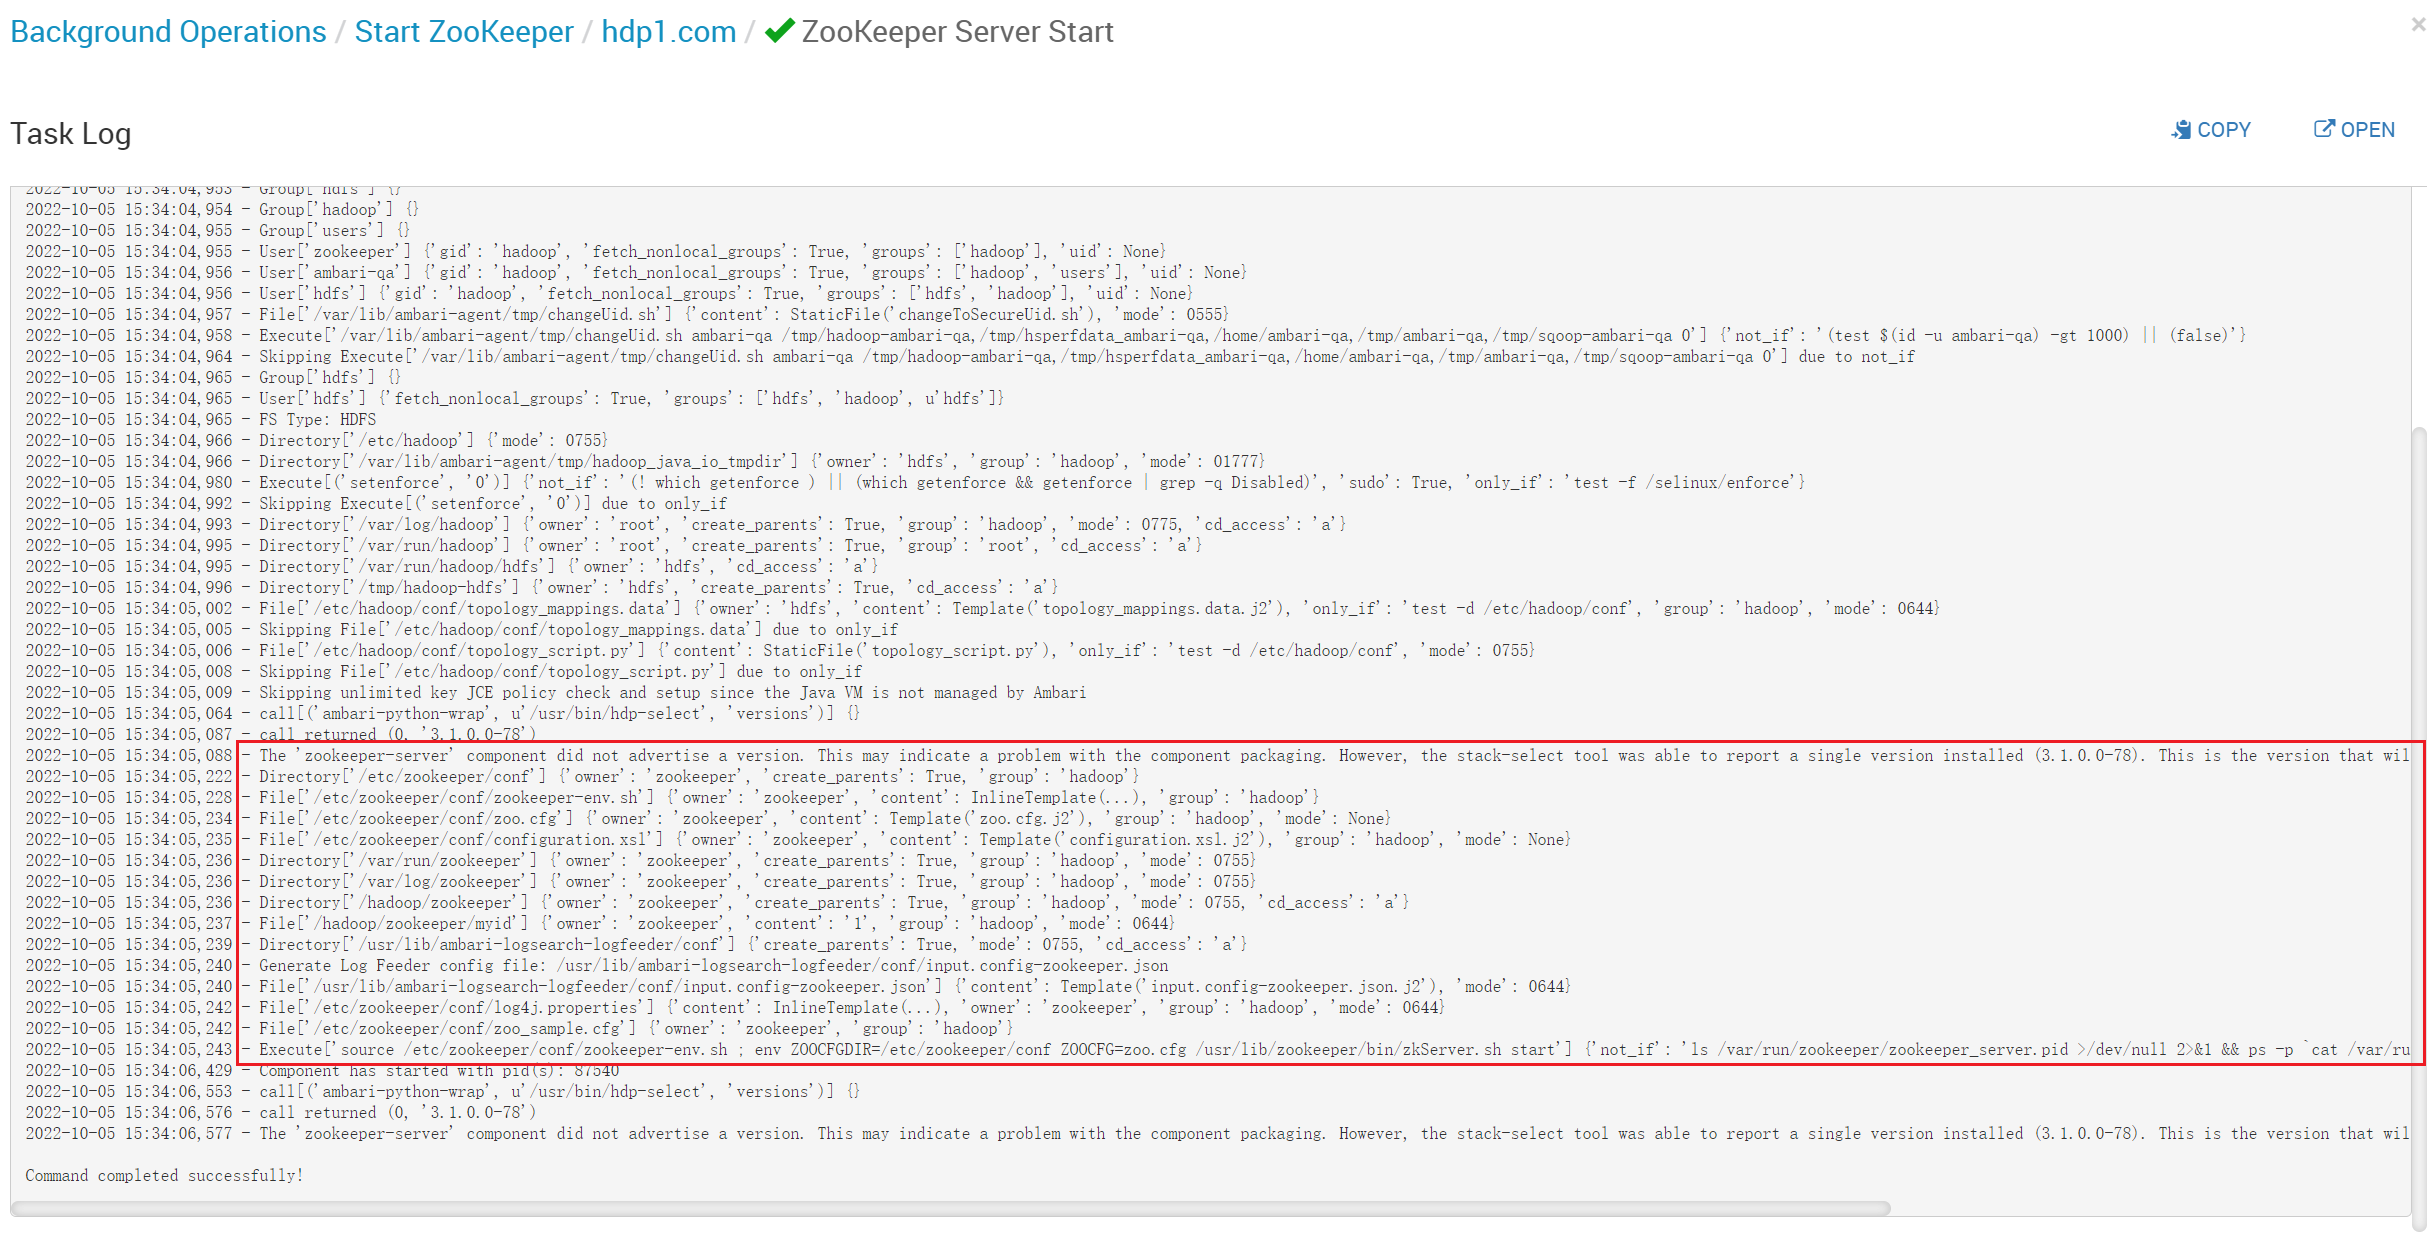 Background Operations / Start ZooKeeper / hdp1.com / ZooKeeper Server Start
×
Task Log
COPY
OPEN
2022-10-05 15:34:04,953 - Group['hdfs'] {}
2022-10-05 15:34:04,954 - Group['hadoop'] {}
2022-10-05 15:34:04,955 - Group['users'] {}
2022-10-05 15:34:04,955 - User['zookeeper'] {'gid': 'hadoop', 'fetch_nonlocal_groups': True, 'groups': ['hadoop'], 'uid': None}
2022-10-05 15:34:04,956 - User['ambari-qa'] {'gid': 'hadoop', 'fetch_nonlocal_groups': True, 'groups': ['hadoop', 'users'], 'uid': None}
2022-10-05 15:34:04,956 - User['hdfs'] {'gid': 'hadoop', 'fetch_nonlocal_groups': True, 'groups': ['hdfs', 'hadoop'], 'uid': None}
2022-10-05 15:34:04,957 - File['/var/lib/ambari-agent/tmp/changeUid.sh'] {'content': StaticFile('changeToSecureUid.sh'), 'mode': 0555}
2022-10-05 15:34:04,958 - Execute['/var/lib/ambari-agent/tmp/changeUid.sh ambari-qa /tmp/hadoop-ambari-qa,/tmp/hsperfdata_ambari-qa,/home/ambari-qa,/tmp/ambari-qa,/tmp/sqoop-ambari-qa 0'] {'not_if': '(test $(id -u ambari-qa) -gt 1000) || (false)'}
2022-10-05 15:34:04,964 - Skipping Execute['/var/lib/ambari-agent/tmp/changeUid.sh ambari-qa /tmp/hadoop-ambari-qa,/tmp/hsperfdata_ambari-qa,/home/ambari-qa,/tmp/ambari-qa,/tmp/sqoop-ambari-qa 0'] due to not_if
2022-10-05 15:34:04,965 - Group['hdfs'] {}
2022-10-05 15:34:04,965 - User['hdfs'] {'fetch_nonlocal_groups': True, 'groups': ['hdfs', 'hadoop', u'hdfs']}
2022-10-05 15:34:04,965 - FS Type: HDFS
2022-10-05 15:34:04,966 - Directory['/etc/hadoop'] {'mode': 0755}
2022-10-05 15:34:04,966 - Directory['/var/lib/ambari-agent/tmp/hadoop_java_io_tmpdir'] {'owner': 'hdfs', 'group': 'hadoop', 'mode': 01777}
2022-10-05 15:34:04,980 - Execute[('setenforce', '0')] {'not_if': '(! which getenforce ) || (which getenforce && getenforce | grep -q Disabled)', 'sudo': True, 'only_if': 'test -f /selinux/enforce'}
2022-10-05 15:34:04,992 - Skipping Execute[('setenforce', '0')] due to only_if
2022-10-05 15:34:04,993 - Directory['/var/log/hadoop'] {'owner': 'root', 'create_parents': True, 'group': 'hadoop', 'mode': 0775, 'cd_access': 'a'}
2022-10-05 15:34:04,995 - Directory['/var/run/hadoop'] {'owner': 'root', 'create_parents': True, 'group': 'root', 'cd_access': 'a'}
2022-10-05 15:34:04,995 - Directory['/var/run/hadoop/hdfs'] {'owner': 'hdfs', 'cd_access': 'a'}
2022-10-05 15:34:04,996 - Directory['/tmp/hadoop-hdfs'] {'owner': 'hdfs', 'create_parents': True, 'cd_access': 'a'}
2022-10-05 15:34:05,002 - File['/etc/hadoop/conf/topology_mappings.data'] {'owner': 'hdfs', 'content': Template('topology_mappings.data.j2'), 'only_if': 'test -d /etc/hadoop/conf', 'group': 'hadoop', 'mode': 0644}
2022-10-05 15:34:05,005 - Skipping File['/etc/hadoop/conf/topology_mappings.data'] due to only_if
2022-10-05 15:34:05,006 - File['/etc/hadoop/conf/topology_script.py'] {'content': StaticFile('topology_script.py'), 'only_if': 'test -d /etc/hadoop/conf', 'mode': 0755}
2022-10-05 15:34:05,008 - Skipping File['/etc/hadoop/conf/topology_script.py'] due to only_if
2022-10-05 15:34:05,009 - Skipping unlimited key JCE policy check and setup since the Java VM is not managed by Ambari
2022-10-05 15:34:05,064 - call[('ambari-python-wrap', u'/usr/bin/hdp-select', 'versions')] {}
2022-10-05 15:34:05,087 - call returned (0, '3.1.0.0-78')
2022-10-05 15:34:05,088 - The 'zookeeper-server' component did not advertise a version. This may indicate a problem with the component packaging. However, the stack-select tool was able to report a single version installed (3.1.0.0-78). This is the version that wil
2022-10-05 15:34:05,222 - Directory['/etc/zookeeper/conf'] {'owner': 'zookeeper', 'create_parents': True, 'group': 'hadoop'}
2022-10-05 15:34:05,228 - File['/etc/zookeeper/conf/zookeeper-env.sh'] {'owner': 'zookeeper', 'content': InlineTemplate(...), 'group': 'hadoop'}
2022-10-05 15:34:05,234 - File['/etc/zookeeper/conf/zoo.cfg'] {'owner': 'zookeeper', 'content': Template('zoo.cfg.j2'), 'group': 'hadoop', 'mode': None}
2022-10-05 15:34:05,235 - File['/etc/zookeeper/conf/configuration.xsl'] {'owner': 'zookeeper', 'content': Template('configuration.xsl.j2'), 'group': 'hadoop', 'mode': None}
2022-10-05 15:34:05,236 - Directory['/var/run/zookeeper'] {'owner': 'zookeeper', 'create_parents': True, 'group': 'hadoop', 'mode': 0755}
2022-10-05 15:34:05,236 - Directory['/var/log/zookeeper'] {'owner': 'zookeeper', 'create_parents': True, 'group': 'hadoop', 'mode': 0755}
2022-10-05 15:34:05,236 - Directory['/hadoop/zookeeper'] {'owner': 'zookeeper', 'create_parents': True, 'group': 'hadoop', 'mode': 0755, 'cd_access': 'a'}
2022-10-05 15:34:05,237 - File['/hadoop/zookeeper/myid'] {'owner': 'zookeeper', 'content': '1', 'group': 'hadoop', 'mode': 0644}
2022-10-05 15:34:05,239 - Directory['/usr/lib/ambari-logsearch-logfeeder/conf'] {'create_parents': True, 'mode': 0755, 'cd_access': 'a'}
2022-10-05 15:34:05,240 - Generate Log Feeder config file: /usr/lib/ambari-logsearch-logfeeder/conf/input.config-zookeeper.json
2022-10-05 15:34:05,240 - File['/usr/lib/ambari-logsearch-logfeeder/conf/input.config-zookeeper.json'] {'content': Template('input.config-zookeeper.json.j2'), 'mode': 0644}
2022-10-05 15:34:05,242 - File['/etc/zookeeper/conf/log4j.properties'] {'content': InlineTemplate(...), 'owner': 'zookeeper', 'group': 'hadoop', 'mode': 0644}
2022-10-05 15:34:05,242 - File['/etc/zookeeper/conf/zoo_sample.cfg'] {'owner': 'zookeeper', 'group': 'hadoop'}
2022-10-05 15:34:05,243 - Execute['source /etc/zookeeper/conf/zookeeper-env.sh ; env ZOOCFGDIR=/etc/zookeeper/conf ZOOCFG=zoo.cfg /usr/lib/zookeeper/bin/zkServer.sh start'] {'not_if': 'ls /var/run/zookeeper/zookeeper_server.pid >/dev/null 2>&1 && ps -p `cat /var/ru
2022-10-05 15:34:06,429 - Component has started with pid(s): 87540
2022-10-05 15:34:06,553 - call[('ambari-python-wrap', u'/usr/bin/hdp-select', 'versions')] {}
2022-10-05 15:34:06,576 - call returned (0, '3.1.0.0-78')
2022-10-05 15:34:06,577 - The 'zookeeper-server' component did not advertise a version. This may indicate a problem with the component packaging. However, the stack-select tool was able to report a single version installed (3.1.0.0-78). This is the version that wil
Command completed successfully!